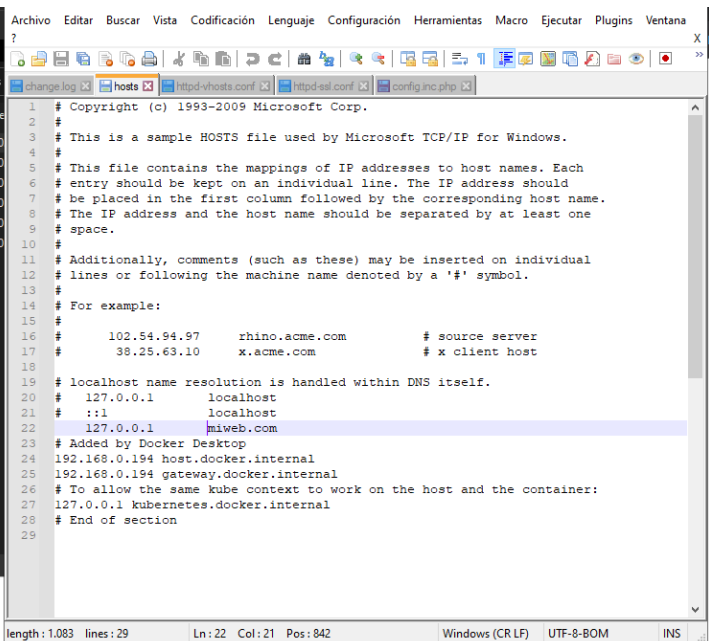 Archivo Editar Buscar Vista Codificación Lenguaje Configuración Herramientas Macro Ejecutar Plugins Ventana
? X
change.log hosts httpd-vhosts.conf httpd-ssl.conf config.inc.php
1 # Copyright (c) 1993-2009 Microsoft Corp.
2 #
3 # This is a sample HOSTS file used by Microsoft TCP/IP for Windows.
4 #
5 # This file contains the mappings of IP addresses to host names. Each
6 # entry should be kept on an individual line. The IP address should
7 # be placed in the first column followed by the corresponding host name.
8 # The IP address and the host name should be separated by at least one
9 # space.
10 #
11 # Additionally, comments (such as these) may be inserted on individual
12 # lines or following the machine name denoted by a '#' symbol.
13 #
14 # For example:
15 #
16 # 102.54.94.97 rhino.acme.com # source server
17 # 38.25.63.10 x.acme.com # x client host
18
19 # localhost name resolution is handled within DNS itself.
20 # 127.0.0.1 localhost
21 # ::1 localhost
22 127.0.0.1 miweb.com
23 # Added by Docker Desktop
24 192.168.0.194 host.docker.internal
25 192.168.0.194 gateway.docker.internal
26 # To allow the same kube context to work on the host and the container:
27 127.0.0.1 kubernetes.docker.internal
28 # End of section
29
length : 1.083 lines : 29 Ln : 22 Col : 21 Pos : 842 Windows (CR LF) UTF-8-BOM INS